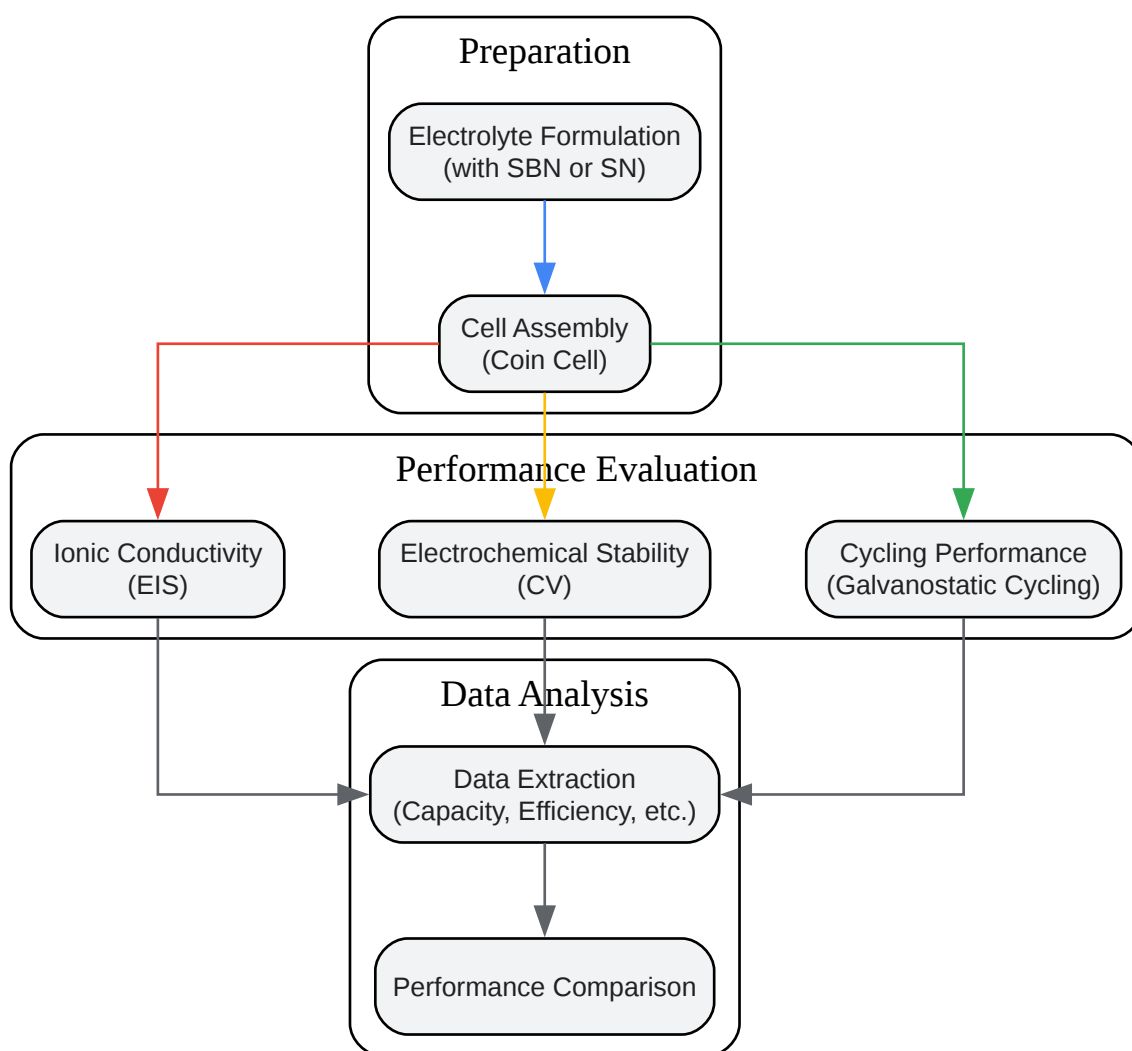 Preparation
Electrolyte Formulation
(with SBN or SN)
Cell Assembly
(Coin Cell)
Performance Evaluation
Ionic Conductivity
(EIS)
Electrochemical Stability
(CV)
Cycling Performance
(Galvanostatic Cycling)
Data Analysis
Data Extraction
(Capacity, Efficiency, etc.)
Performance Comparison